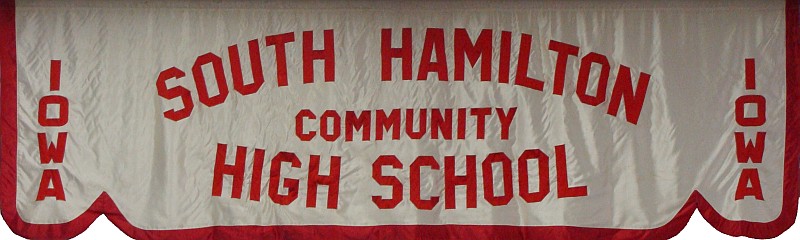 IOWA
SOUTH HAMILTON
COMMUNITY
HIGH SCHOOL
IOWA